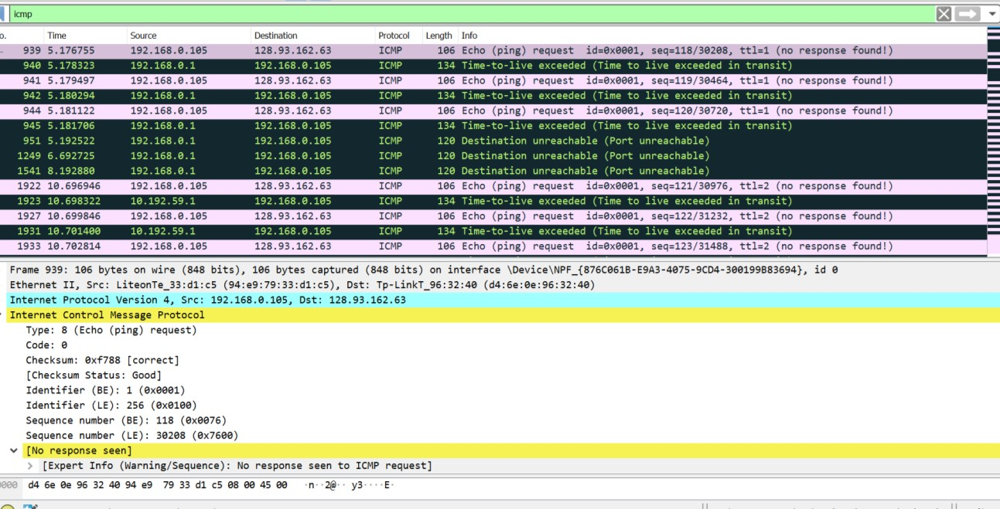 icmp
o. Time Source Destination Protocol Length Info
939 5.176755 192.168.0.105 128.93.162.63 ICMP 106 Echo (ping) request id=0x0001, seq=118/30208, ttl=1 (no response found!)
940 5.178323 192.168.0.1 192.168.0.105 ICMP 134 Time-to-live exceeded (Time to live exceeded in transit)
941 5.179497 192.168.0.105 128.93.162.63 ICMP 106 Echo (ping) request id=0x0001, seq=119/30464, ttl=1 (no response found!)
942 5.180294 192.168.0.1 192.168.0.105 ICMP 134 Time-to-live exceeded (Time to live exceeded in transit)
944 5.181122 192.168.0.105 128.93.162.63 ICMP 106 Echo (ping) request id=0x0001, seq=120/30720, ttl=1 (no response found!)
945 5.181706 192.168.0.1 192.168.0.105 ICMP 134 Time-to-live exceeded (Time to live exceeded in transit)
951 5.192522 192.168.0.1 192.168.0.105 ICMP 120 Destination unreachable (Port unreachable)
1249 6.692725 192.168.0.1 192.168.0.105 ICMP 120 Destination unreachable (Port unreachable)
1541 8.192880 192.168.0.1 192.168.0.105 ICMP 120 Destination unreachable (Port unreachable)
1922 10.696946 192.168.0.105 128.93.162.63 ICMP 106 Echo (ping) request id=0x0001, seq=121/30976, ttl=2 (no response found!)
1923 10.698322 10.192.59.1 192.168.0.105 ICMP 134 Time-to-live exceeded (Time to live exceeded in transit)
1927 10.699846 192.168.0.105 128.93.162.63 ICMP 106 Echo (ping) request id=0x0001, seq=122/31232, ttl=2 (no response found!)
1931 10.701400 10.192.59.1 192.168.0.105 ICMP 134 Time-to-live exceeded (Time to live exceeded in transit)
1933 10.702814 192.168.0.105 128.93.162.63 ICMP 106 Echo (ping) request id=0x0001, seq=123/31488, ttl=2 (no response found!)
Frame 939: 106 bytes on wire (848 bits), 106 bytes captured (848 bits) on interface \Device\NPF_{876C061B-E9A3-4075-9CD4-300199B83694}, id 0
Ethernet II, Src: LiteonTe_33:d1:c5 (94:e9:79:33:d1:c5), Dst: Tp-LinkT_96:32:40 (d4:6e:0e:96:32:40)
Internet Protocol Version 4, Src: 192.168.0.105, Dst: 128.93.162.63
Internet Control Message Protocol
Type: 8 (Echo (ping) request)
Code: 0
Checksum: 0xf788 [correct]
[Checksum Status: Good]
Identifier (BE): 1 (0x0001)
Identifier (LE): 256 (0x0100)
Sequence number (BE): 118 (0x0076)
Sequence number (LE): 30208 (0x7600)
[No response seen]
[Expert Info (Warning/Sequence): No response seen to ICMP request]
0000 d4 6e 0e 96 32 40 94 e9 79 33 d1 c5 08 00 45 00 ·n··2@·· y3····E·